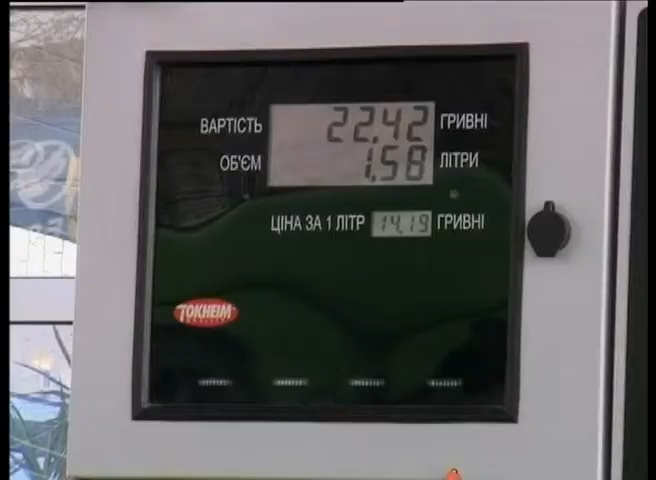 ВАРТІСТЬ 22.42 ГРИВНІ
ОБ'ЄМ 1.58 ЛІТРИ
ЦІНА ЗА 1 ЛІТР 14.19 ГРИВНІ
TOKHEIM